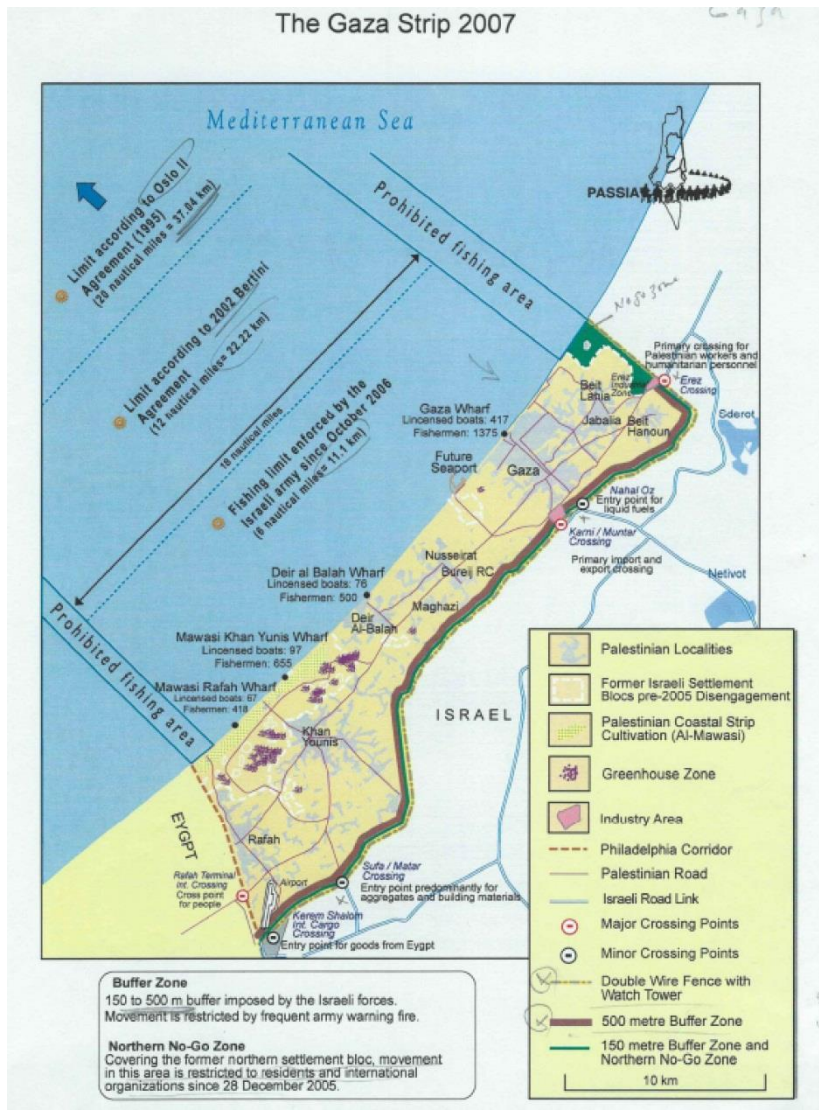 Gaza
The Gaza Strip 2007
Mediterranean Sea
PASSIA
Limit according to Oslo II
Agreement (1995)
(20 nautical miles = 37.04 km)
Limit according to 2002 Bertini
Agreement
(12 nautical miles= 22.22 km)
18 nautical miles
Fishing limit enforced by the
Israeli army since October 2006
(6 nautical miles= 11.1 km)
Prohibited fishing area
Prohibited fishing area
No go zone
Primary crossing for
Palestinian workers and
humanitarian personnel
Erez
Crossing
Erez
Industrial
Zone
Beit
Lahia
Jabalia
Beit
Hanoun
Sderot
Gaza Wharf
Lincensed boats: 417
Fishermen: 1375
Future
Seaport
Gaza
Nahal Oz
Entry point for
liquid fuels
Karni / Muntar
Crossing
Primary import and
export crossing
Netivot
Nusseirat
Bureij RC
Maghazi
Deir al Balah Wharf
Lincensed boats: 76
Fishermen: 500
Deir
Al-Balah
Mawasi Khan Yunis Wharf
Lincensed boats: 97
Fishermen: 655
Mawasi Rafah Wharf
Lincensed boats: 67
Fishermen: 418
ISRAEL
Khan
Younis
EYGPT
Rafah
Rafah Terminal
Int. Crossing
Cross point
for people
Airport
Sufa / Matar
Crossing
Entry point predominantly for
aggregates and building materials
Kerem Shalom
Int. Cargo
Crossing
Entry point for goods from Eygpt
Palestinian Localities
Former Israeli Settlement
Blocs pre-2005 Disengagement
Palestinian Coastal Strip
Cultivation (Al-Mawasi)
Greenhouse Zone
Industry Area
Philadelphia Corridor
Palestinian Road
Israeli Road Link
Major Crossing Points
Minor Crossing Points
Double Wire Fence with
Watch Tower
500 metre Buffer Zone
150 metre Buffer Zone and
Northern No-Go Zone
10 km
Buffer Zone
150 to 500 m buffer imposed by the Israeli forces.
Movement is restricted by frequent army warning fire.
Northern No-Go Zone
Covering the former northern settlement bloc, movement
in this area is restricted to residents and international
organizations since 28 December 2005.